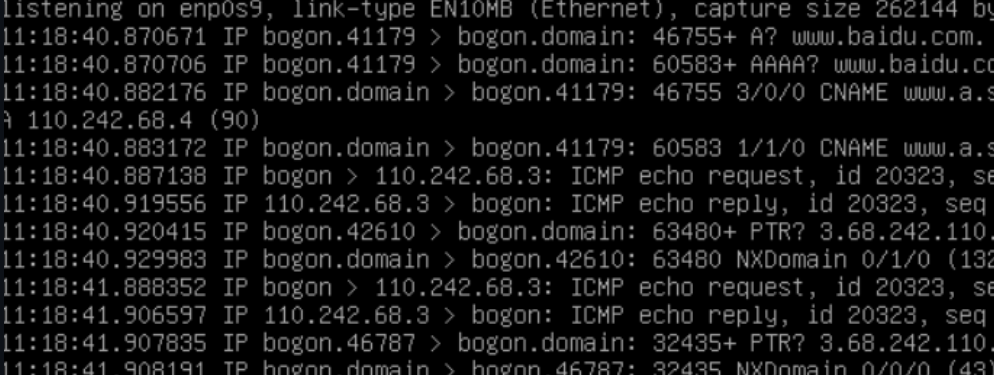 listening on enp0s9, link-type EN10MB (Ethernet), capture size 262144 by
11:18:40.870671 IP bogon.41179 > bogon.domain: 46755+ A? www.baidu.com.
11:18:40.870706 IP bogon.41179 > bogon.domain: 60583+ AAAA? www.baidu.co
11:18:40.882176 IP bogon.domain > bogon.41179: 46755 3/0/0 CNAME www.a.s
A 110.242.68.4 (90)
11:18:40.883172 IP bogon.domain > bogon.41179: 60583 1/1/0 CNAME www.a.s
11:18:40.887138 IP bogon > 110.242.68.3: ICMP echo request, id 20323, se
11:18:40.919556 IP 110.242.68.3 > bogon: ICMP echo reply, id 20323, seq
11:18:40.920415 IP bogon.42610 > bogon.domain: 63480+ PTR? 3.68.242.110.
11:18:40.929983 IP bogon.domain > bogon.42610: 63480 NXDomain 0/1/0 (132
11:18:41.888352 IP bogon > 110.242.68.3: ICMP echo request, id 20323, se
11:18:41.906597 IP 110.242.68.3 > bogon: ICMP echo reply, id 20323, seq
11:18:41.907835 IP bogon.46787 > bogon.domain: 32435+ PTR? 3.68.242.110.
11:18:41.908191 IP bogon.domain > bogon.46787: 32435 NXDomain 0/0/0 (43)